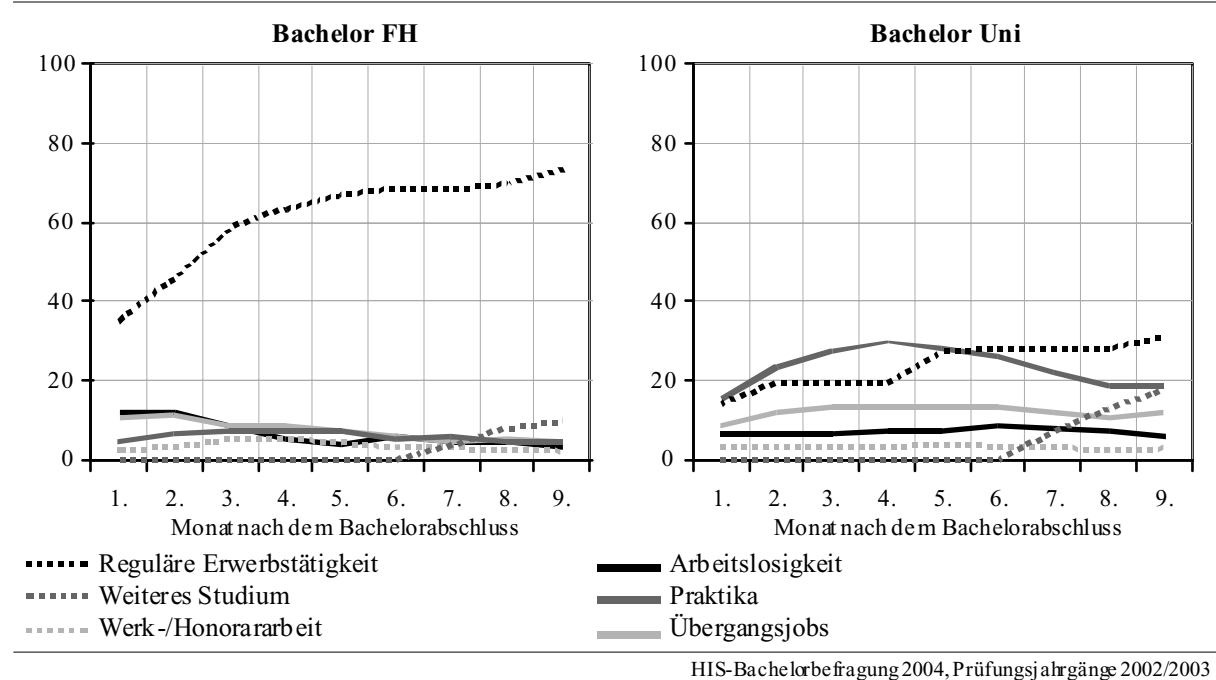 Bachelor FH
Bachelor Uni
100
80
60
40
20
0
1. 2. 3. 4. 5. 6. 7. 8. 9.
Monat nach dem Bachelorabschluss
100
80
60
40
20
0
1. 2. 3. 4. 5. 6. 7. 8. 9.
Monat nach dem Bachelorabschluss
Reguläre Erwerbstätigkeit
Weiteres Studium
Werk-/Honorararbeit
Arbeitslosigkeit
Praktika
Übergangsjobs
HIS-Bachelorbefragung 2004, Prüfungsjahrgänge 2002/2003